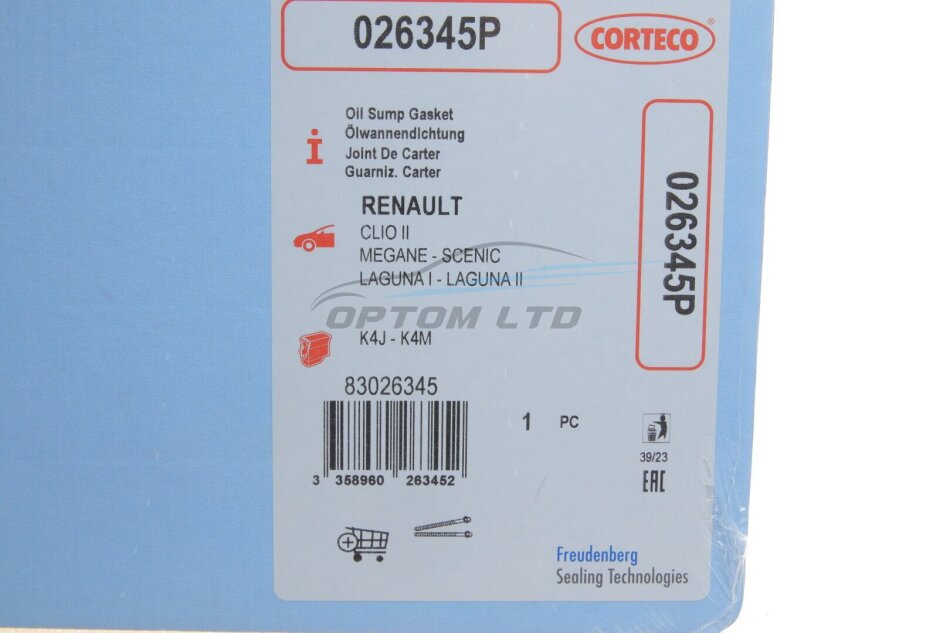 026345P
CORTECO®
Oil Sump Gasket
Ölwannendichtung
Joint De Carter
Guarniz. Carter
RENAULT
CLIO II
MEGANE - SCENIC
LAGUNA I - LAGUNA II
OPTOM LTD
K4J - K4M
026345P
83026345
3 358960 263452
1 PC
39/23
EAC
Freudenberg
Sealing Technologies